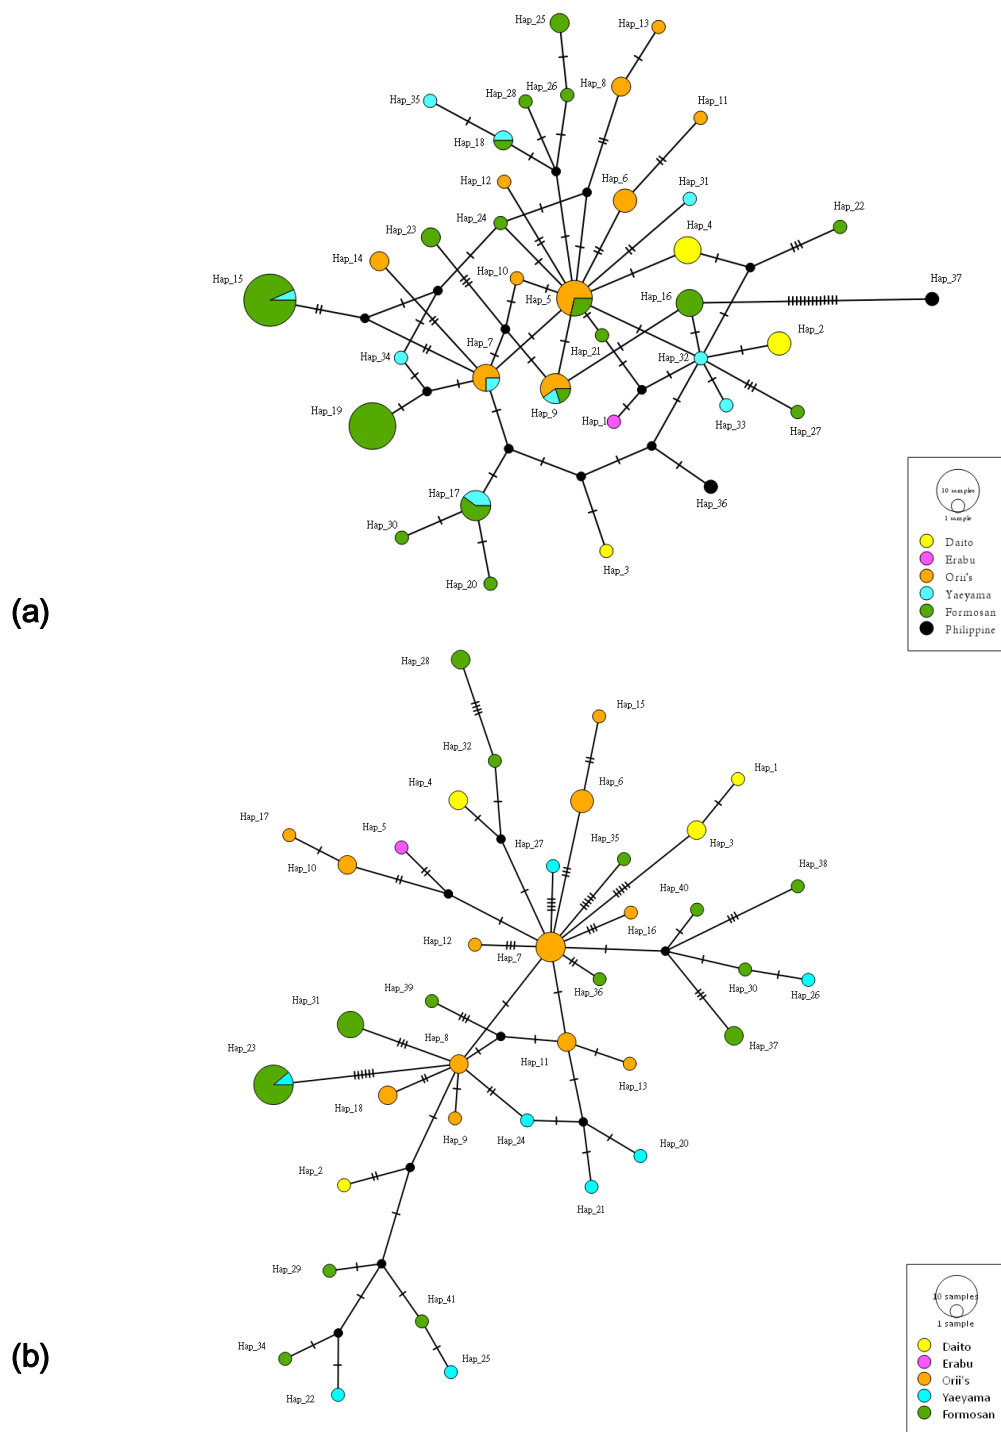 (a)
Hap_25
Hap_13
Hap_35
Hap_28
Hap_26
Hap_8
Hap_11
Hap_18
Hap_12
Hap_6
Hap_31
Hap_22
Hap_24
Hap_4
Hap_23
Hap_14
Hap_10
Hap_15
Hap_5
Hap_16
Hap_37
Hap_7
Hap_21
Hap_32
Hap_2
Hap_34
Hap_19
Hap_9
Hap_1
Hap_33
Hap_27
Hap_17
Hap_36
Hap_30
Hap_20
Hap_3
10 samples
1 sample
Daito
Erabu
Orii's
Yaeyama
Formosan
Philippine
(b)
Hap_28
Hap_15
Hap_32
Hap_1
Hap_4
Hap_6
Hap_17
Hap_5
Hap_27
Hap_35
Hap_3
Hap_10
Hap_38
Hap_40
Hap_12
Hap_7
Hap_16
Hap_36
Hap_30
Hap_26
Hap_39
Hap_31
Hap_8
Hap_11
Hap_37
Hap_23
Hap_13
Hap_18
Hap_9
Hap_24
Hap_20
Hap_2
Hap_21
Hap_29
Hap_41
Hap_34
Hap_25
Hap_22
10 samples
1 sample
Daito
Erabu
Orii's
Yaeyama
Formosan